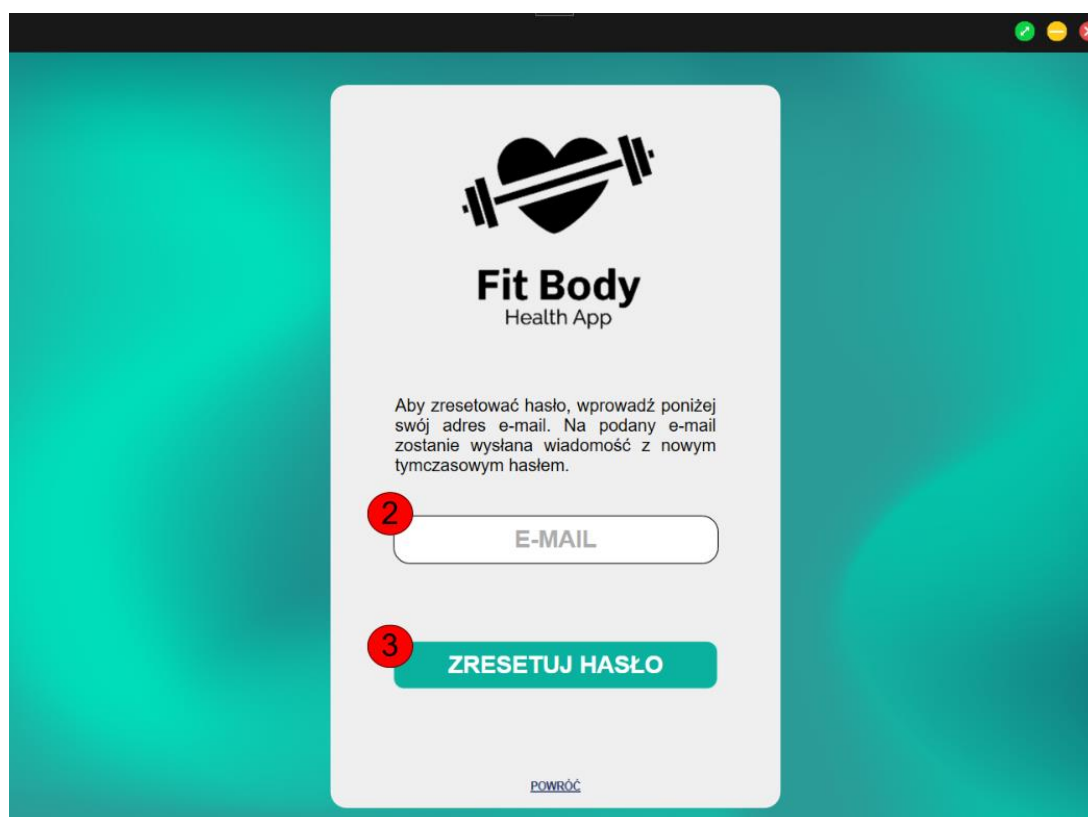 Fit Body
Health App
Aby zresetować hasło, wprowadź poniżej
swój adres e-mail. Na podany e-mail
zostanie wysłana wiadomość z nowym
tymczasowym hasłem.
2
E-MAIL
3
ZRESETUJ HASŁO
POWRÓĆ